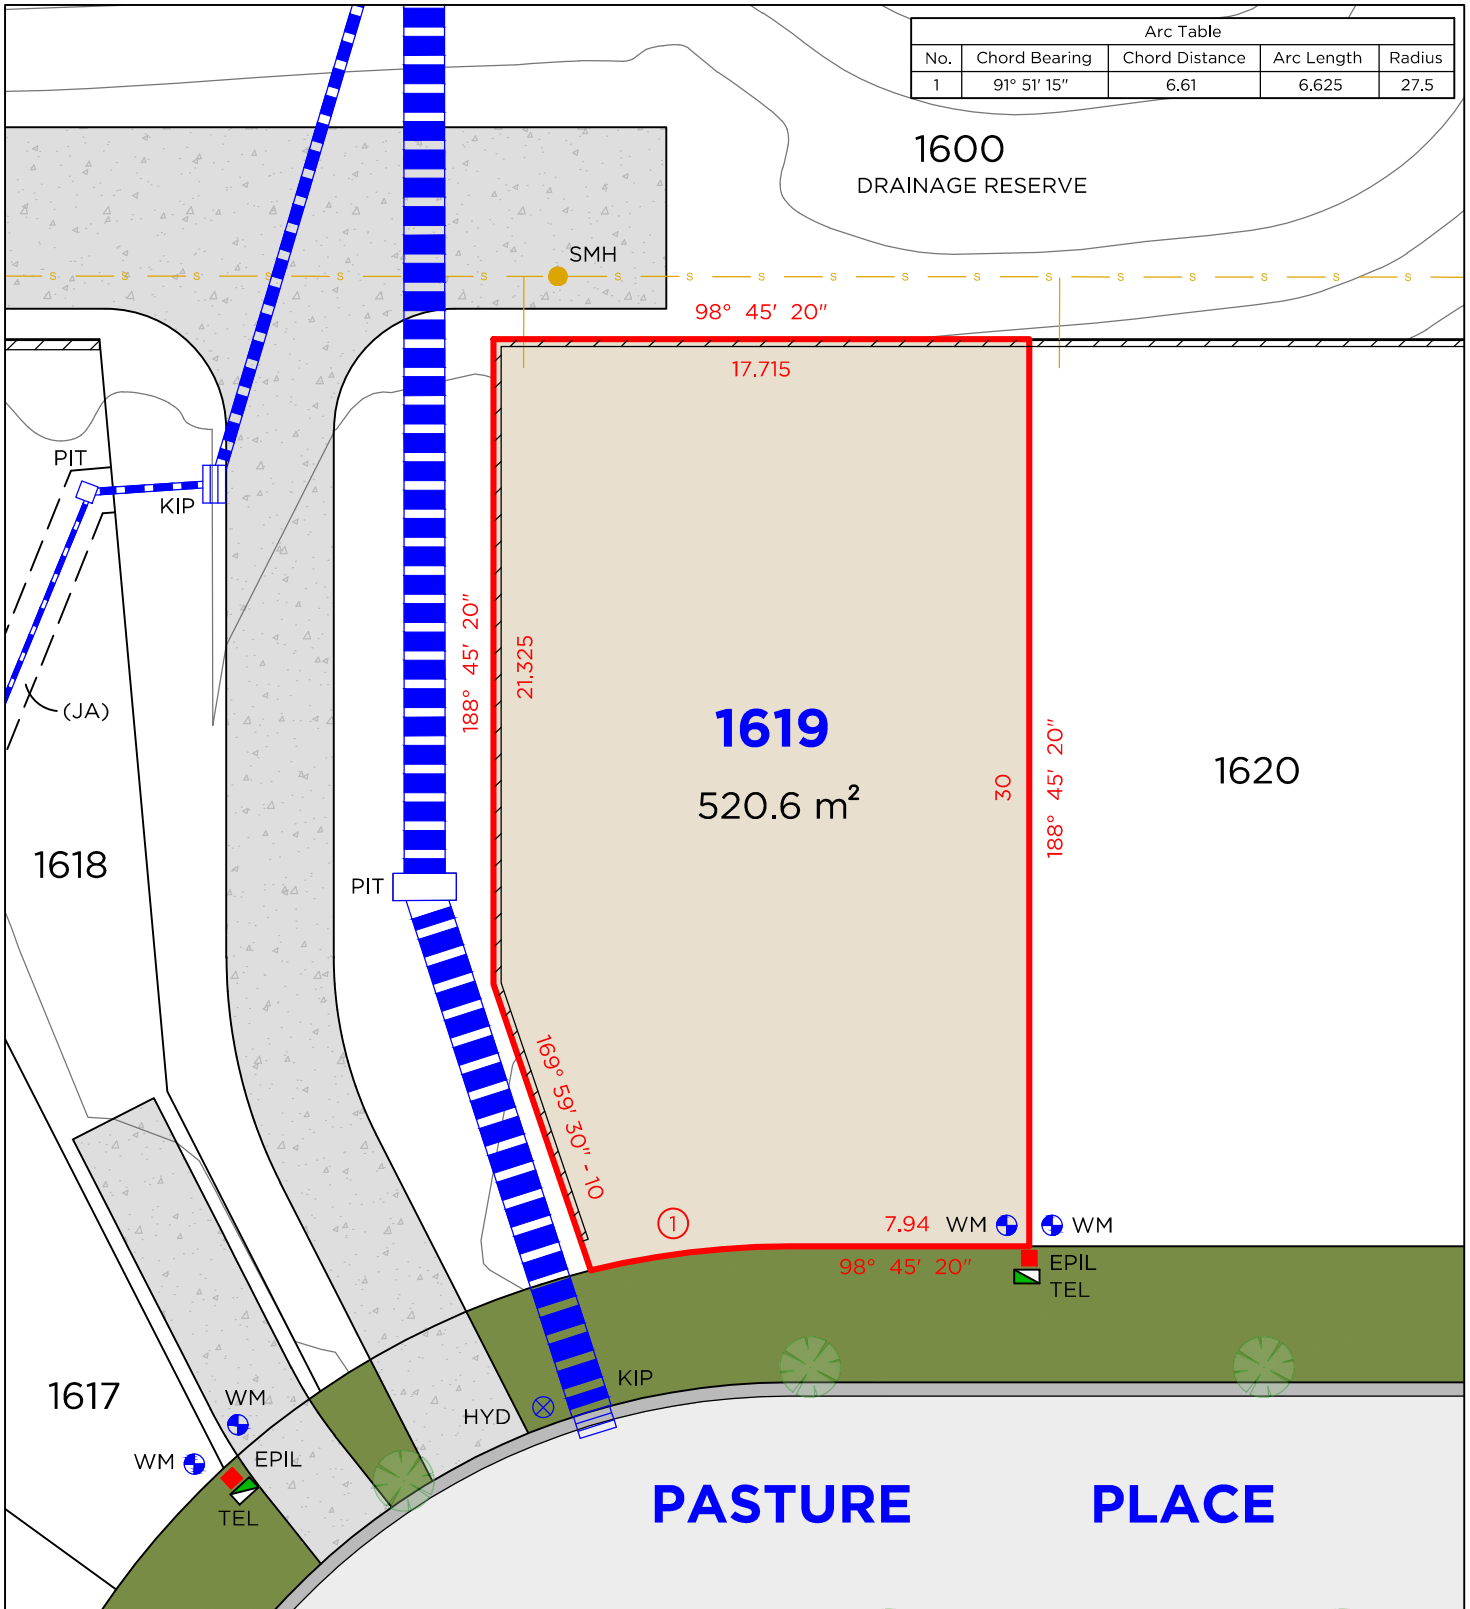 Arc Table
No. Chord Bearing Chord Distance Arc Length Radius
1 91° 51' 15" 6.61 6.625 27.5
1600
DRAINAGE RESERVE
SMH
S S S S S S S S S S S S S S S S S S S
98° 45' 20"
17.715
PIT
KIP
188° 45' 20"
21.325
(JA)
1619
520.6 m²
30
188° 45' 20"
1620
1618
PIT
169° 59' 30" - 10
1
7.94
WM
WM
98° 45' 20"
EPIL
TEL
1617
WM
HYD
KIP
WM
EPIL
TEL
PASTURE PLACE